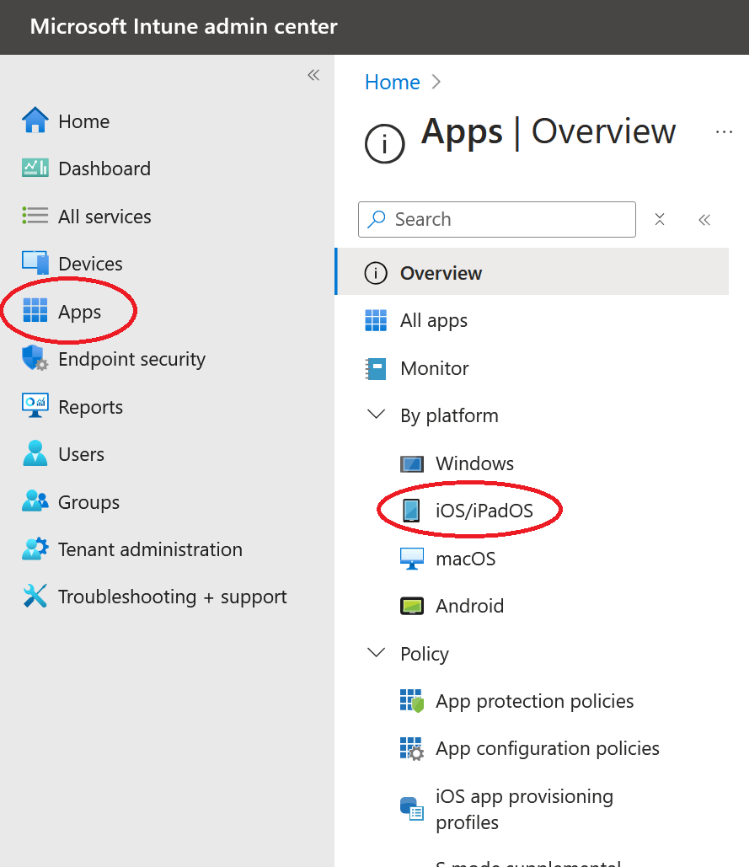 Microsoft Intune admin center
Home
Dashboard
All services
Devices
Apps
Endpoint security
Reports
Users
Groups
Tenant administration
Troubleshooting + support
Home
Apps | Overview
Search
Overview
All apps
Monitor
By platform
Windows
iOS/iPadOS
macOS
Android
Policy
App protection policies
App configuration policies
iOS app provisioning
profiles
S mode supplemental